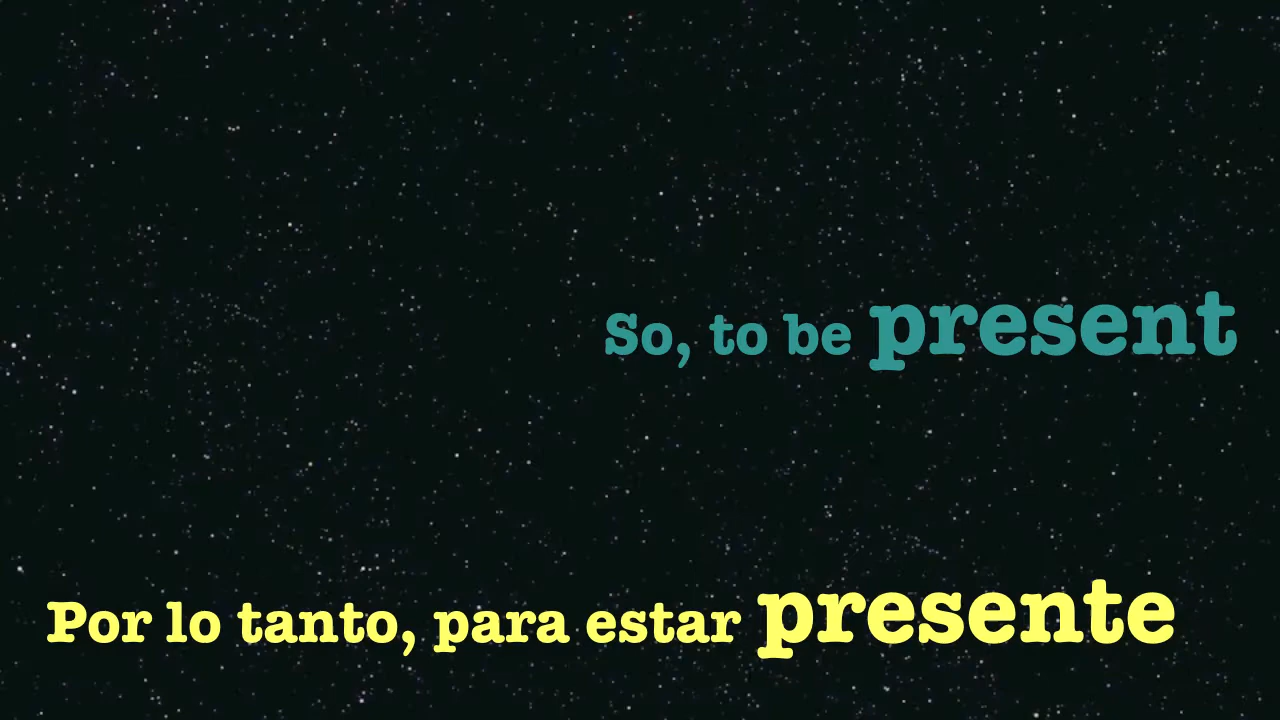 So, to be present
Por lo tanto, para estar presente